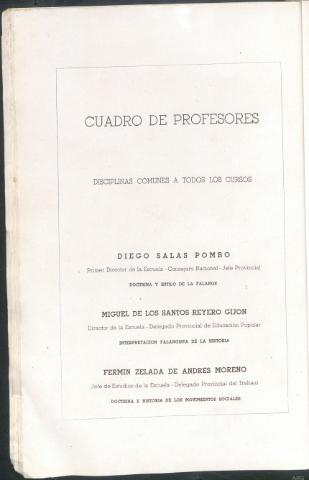 CUADRO DE PROFESORES
DISCIPLINAS COMUNES A TODOS LOS CURSOS
DIEGO SALAS POMBO
Primer Director de la Escuela - Consejero Nacional - Jefe Provincial
DOCTRINA Y ESTILO DE LA FALANGE
MIGUEL DE LOS SANTOS REYERO GIJON
Director de la Escuela - Delegado Provincial de Educación Popular
INTERPRETACION FALANGISTA DE LA HISTORIA
FERMIN ZELADA DE ANDRES MORENO
Jefe de Estudios de la Escuela - Delegado Provincial del Trabajo
DOCTRINA E HISTORIA DE LOS MOVIMIENTOS SOCIALES